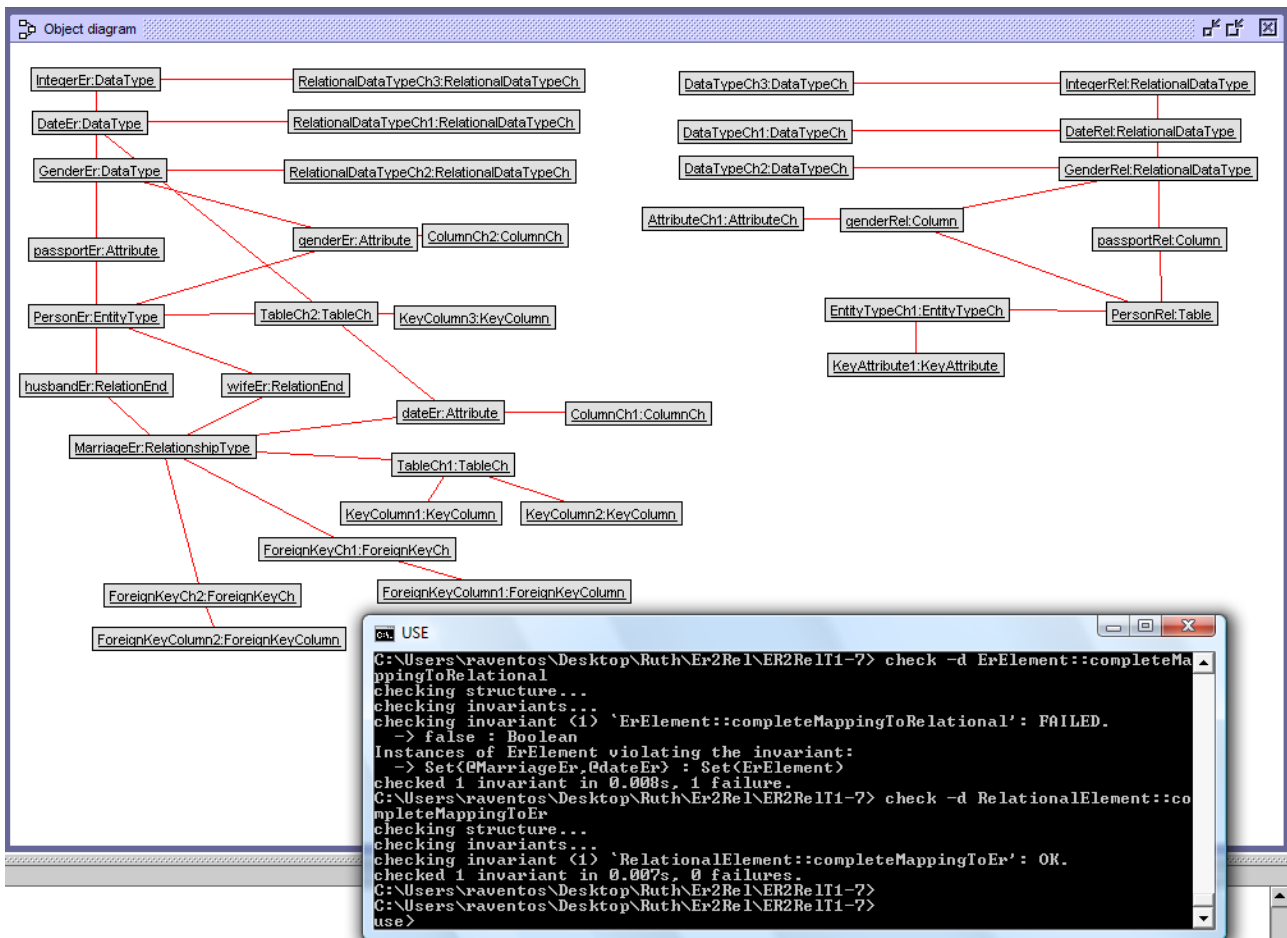 Object diagram
IntegerEr:DataType
RelationalDataTypeCh3:RelationalDataTypeCh
DataTypeCh3:DataTypeCh
IntegerRel:RelationalDataType
DateEr:DataType
RelationalDataTypeCh1:RelationalDataTypeCh
DataTypeCh1:DataTypeCh
DateRel:RelationalDataType
GenderEr:DataType
RelationalDataTypeCh2:RelationalDataTypeCh
DataTypeCh2:DataTypeCh
GenderRel:RelationalDataType
AttributeCh1:AttributeCh
genderRel:Column
passportEr:Attribute
genderEr:Attribute
ColumnCh2:ColumnCh
passportRel:Column
PersonEr:EntityType
TableCh2:TableCh
KeyColumn3:KeyColumn
EntityTypeCh1:EntityTypeCh
PersonRel:Table
KeyAttribute1:KeyAttribute
husbandEr:RelationEnd
wifeEr:RelationEnd
dateEr:Attribute
ColumnCh1:ColumnCh
MarriageEr:RelationshipType
TableCh1:TableCh
KeyColumn1:KeyColumn
KeyColumn2:KeyColumn
ForeignKeyCh1:ForeignKeyCh
ForeignKeyCh2:ForeignKeyCh
ForeignKeyColumn1:ForeignKeyColumn
ForeignKeyColumn2:ForeignKeyColumn
C:\. USE
C:\Users\raventos\Desktop\Ruth\Er2Rel\ER2RelT1-7> check -d ErElement::completeMa
ppingToRelational
checking structure...
checking invariants...
checking invariant (1) `ErElement::completeMappingToRelational': FAILED.
-> false : Boolean
Instances of ErElement violating the invariant:
-> Set{@MarriageEr,@dateEr} : Set(ErElement)
checked 1 invariant in 0.008s, 1 failure.
C:\Users\raventos\Desktop\Ruth\Er2Rel\ER2RelT1-7> check -d RelationalElement::co
mpleteMappingToEr
checking structure...
checking invariants...
checking invariant (1) `RelationalElement::completeMappingToEr': OK.
checked 1 invariant in 0.007s, 0 failures.
C:\Users\raventos\Desktop\Ruth\Er2Rel\ER2RelT1-7>
C:\Users\raventos\Desktop\Ruth\Er2Rel\ER2RelT1-7>
use>